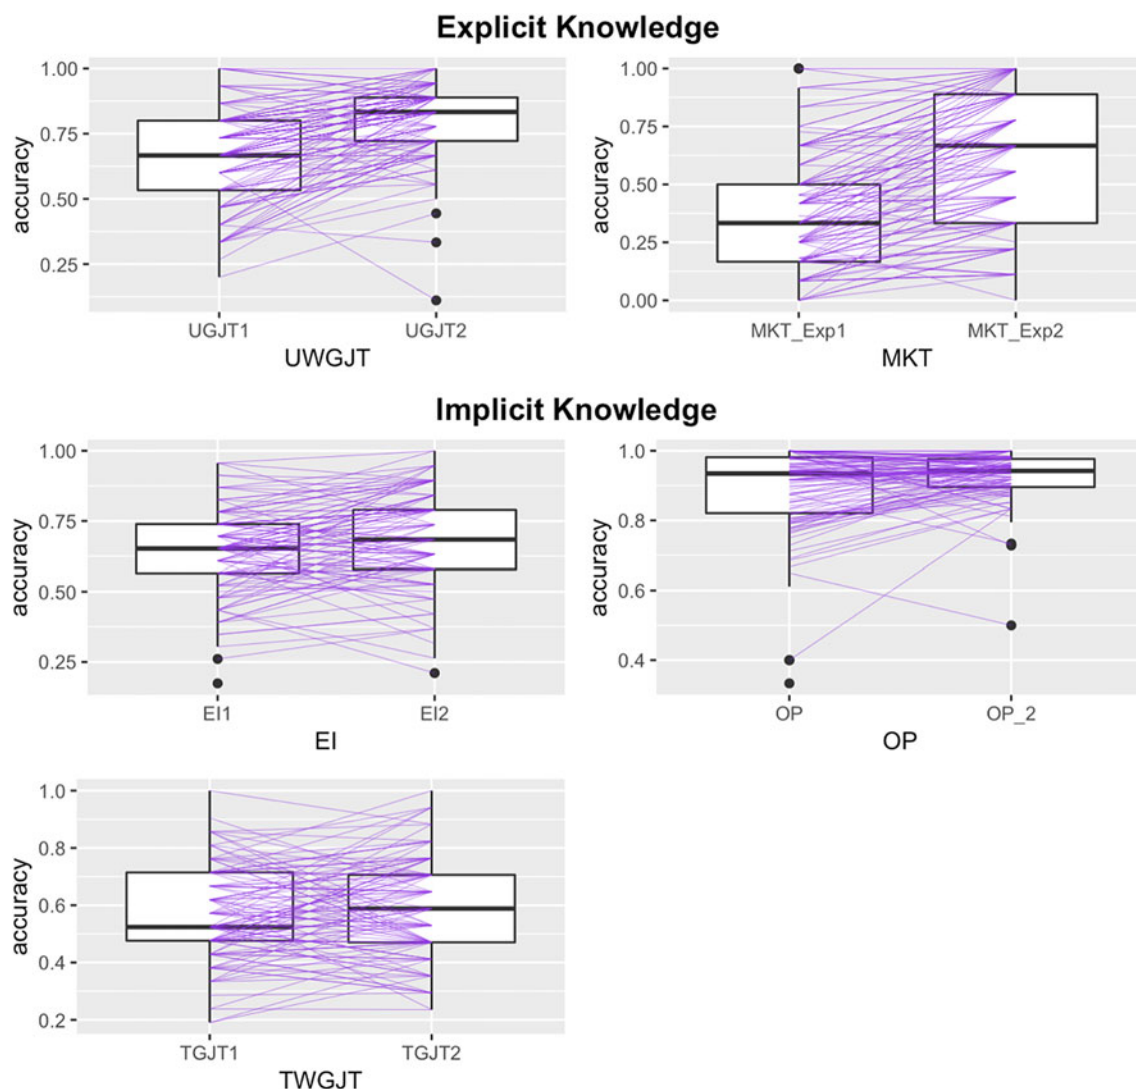 Explicit Knowledge
1.00
0.75
0.50
0.25
accuracy
UGJT1 UGJT2
UWGJT
1.00
0.75
0.50
0.25
0.00
accuracy
MKT_Exp1 MKT_Exp2
MKT
Implicit Knowledge
1.00
0.75
0.50
0.25
accuracy
EI1 EI2
EI
1.0
0.8
0.6
0.4
accuracy
OP OP_2
OP
1.0
0.8
0.6
0.4
0.2
accuracy
TGJT1 TGJT2
TWGJT